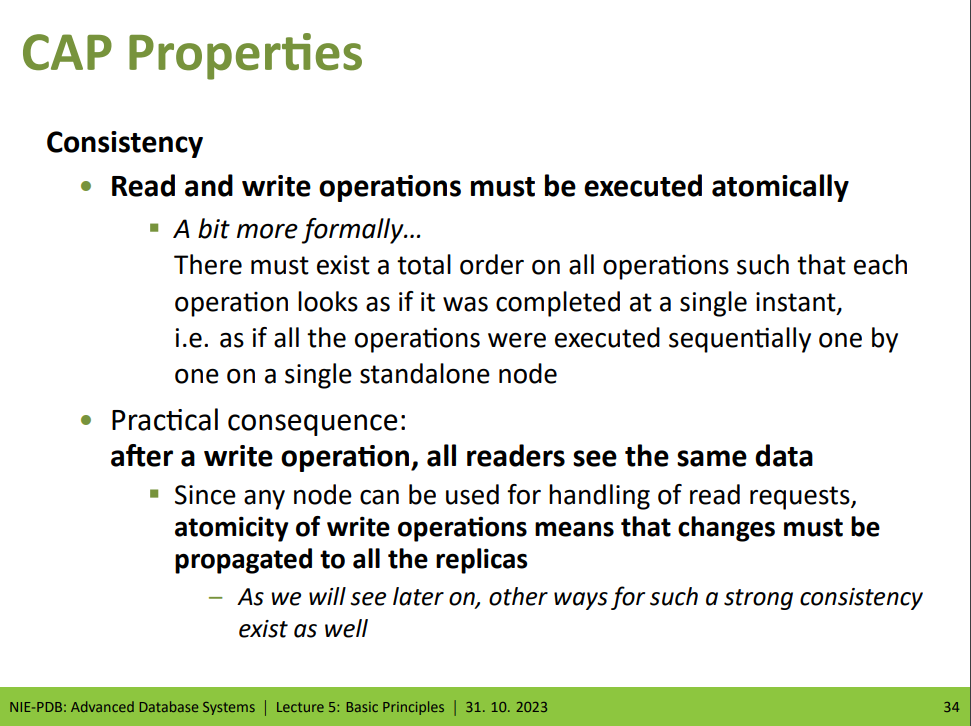 CAP Properties
Consistency
• Read and write operations must be executed atomically
▪ A bit more formally…
There must exist a total order on all operations such that each
operation looks as if it was completed at a single instant,
i.e. as if all the operations were executed sequentially one by
one on a single standalone node
• Practical consequence:
after a write operation, all readers see the same data
▪ Since any node can be used for handling of read requests,
atomicity of write operations means that changes must be
propagated to all the replicas
– As we will see later on, other ways for such a strong consistency
exist as well
NIE-PDB: Advanced Database Systems | Lecture 5: Basic Principles | 31. 10. 2023 34